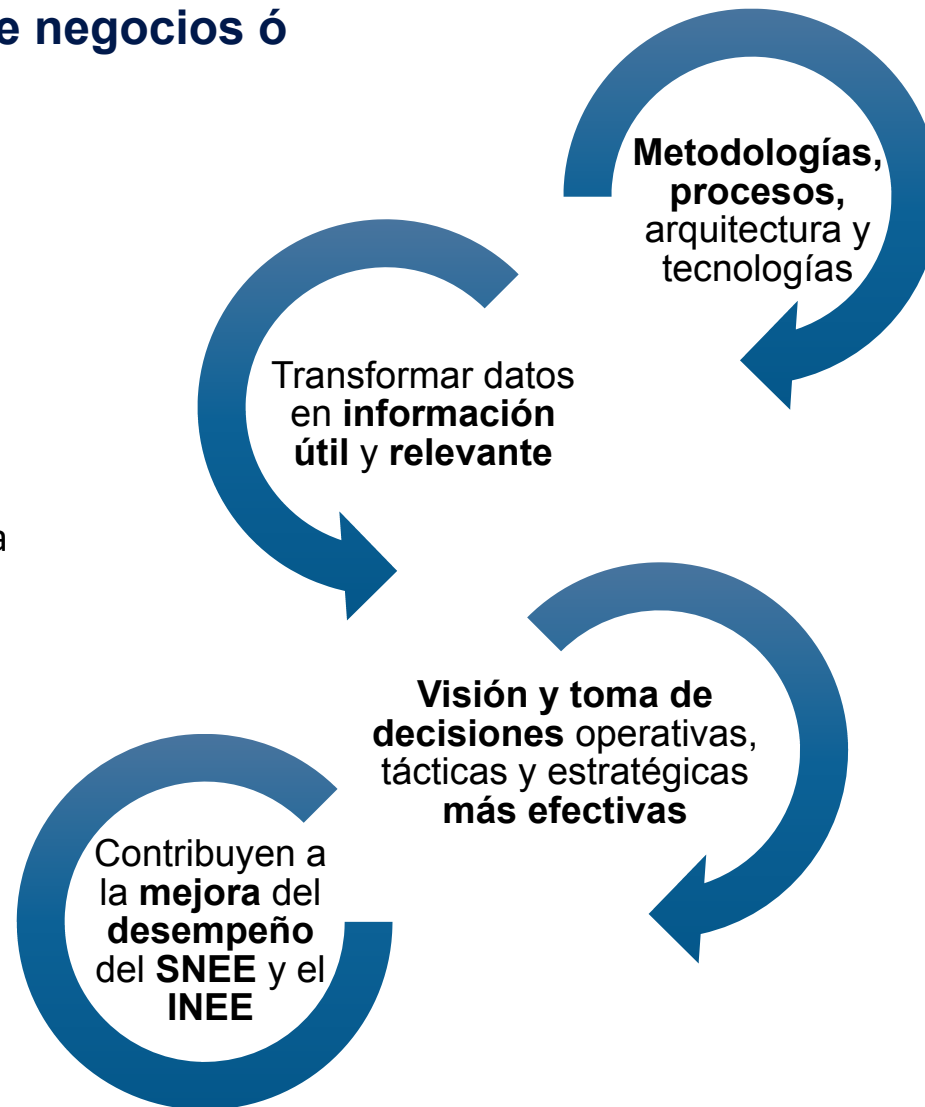 e negocios ó
Metodologías,
procesos,
arquitectura y
tecnologías
Transformar datos
en información
útil y relevante
a
Visión y toma de
decisiones operativas,
tácticas y estratégicas
más efectivas
Contribuyen a
la mejora del
desempeño
del SNEE y el
INEE